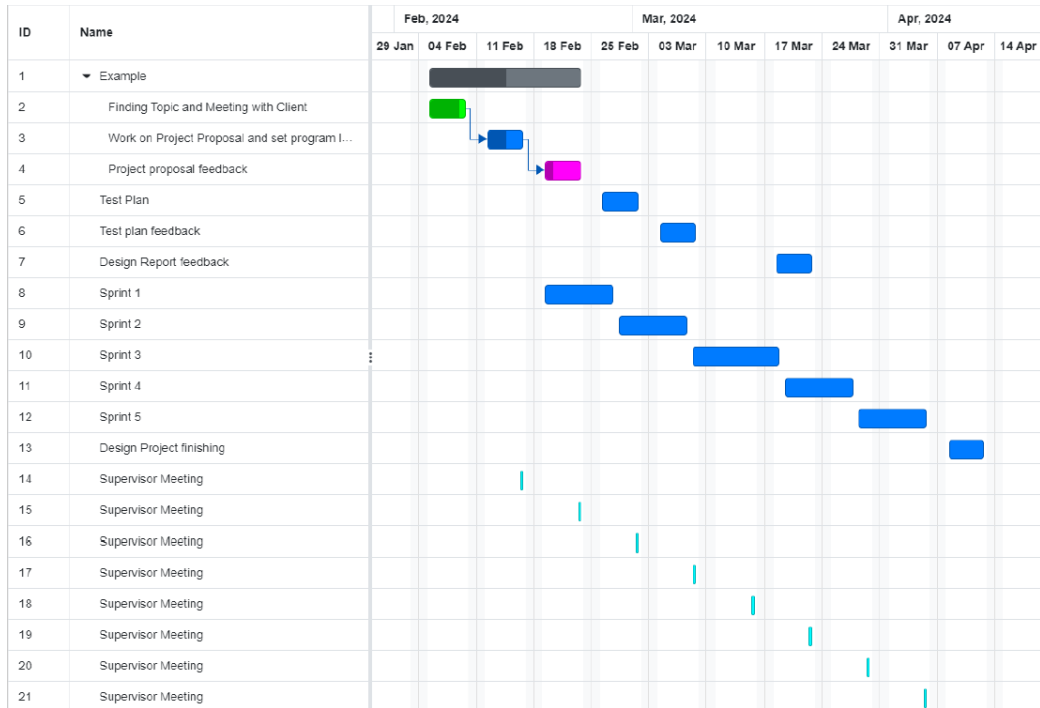 ID Name Feb, 2024 Mar, 2024 Apr, 2024
29 Jan 04 Feb 11 Feb 18 Feb 25 Feb 03 Mar 10 Mar 17 Mar 24 Mar 31 Mar 07 Apr 14 Apr
1 Example
2 Finding Topic and Meeting with Client
3 Work on Project Proposal and set program l...
4 Project proposal feedback
5 Test Plan
6 Test plan feedback
7 Design Report feedback
8 Sprint 1
9 Sprint 2
10 Sprint 3
11 Sprint 4
12 Sprint 5
13 Design Project finishing
14 Supervisor Meeting
15 Supervisor Meeting
16 Supervisor Meeting
17 Supervisor Meeting
18 Supervisor Meeting
19 Supervisor Meeting
20 Supervisor Meeting
21 Supervisor Meeting